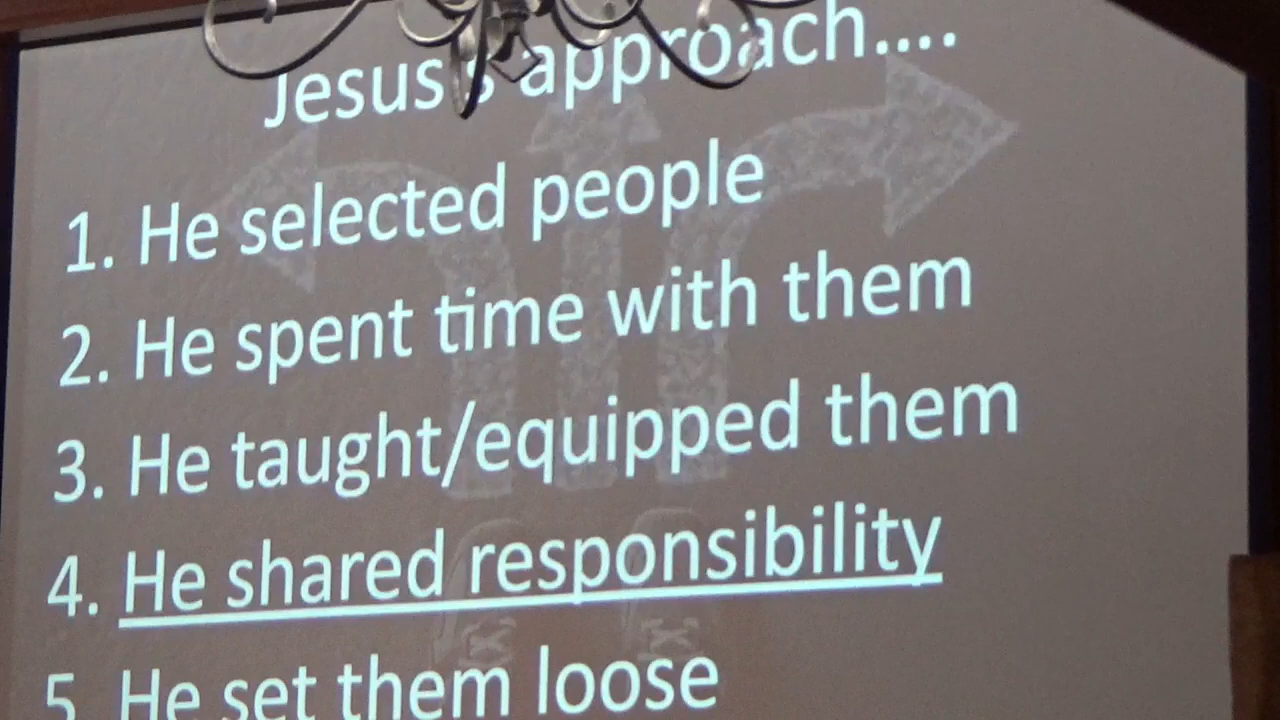 Jesus's approach....
1. He selected people
2. He spent time with them
3. He taught/equipped them
4. He shared responsibility
5. He set them loose